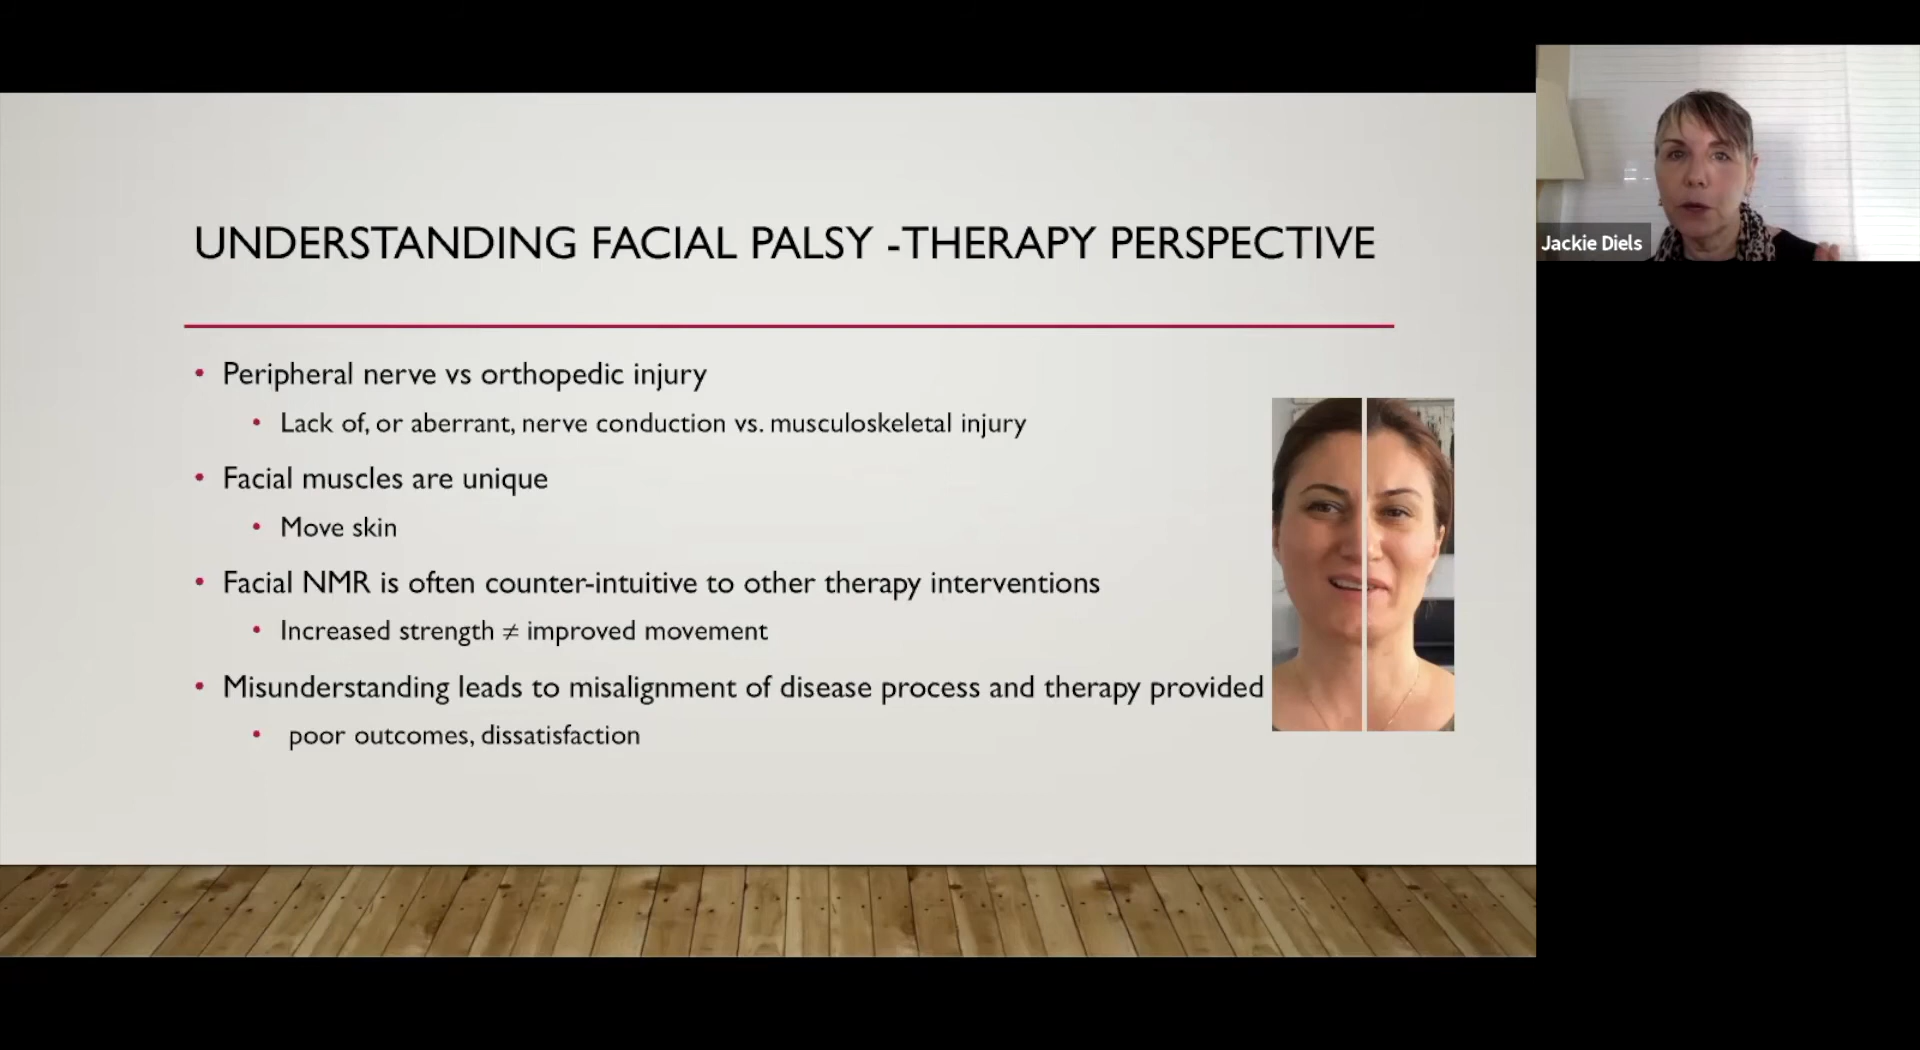 UNDERSTANDING FACIAL PALSY -THERAPY PERSPECTIVE
• Peripheral nerve vs orthopedic injury
• Lack of, or aberrant, nerve conduction vs. musculoskeletal injury
• Facial muscles are unique
• Move skin
• Facial NMR is often counter-intuitive to other therapy interventions
• Increased strength ≠ improved movement
• Misunderstanding leads to misalignment of disease process and therapy provided
• poor outcomes, dissatisfaction
Jackie Diels